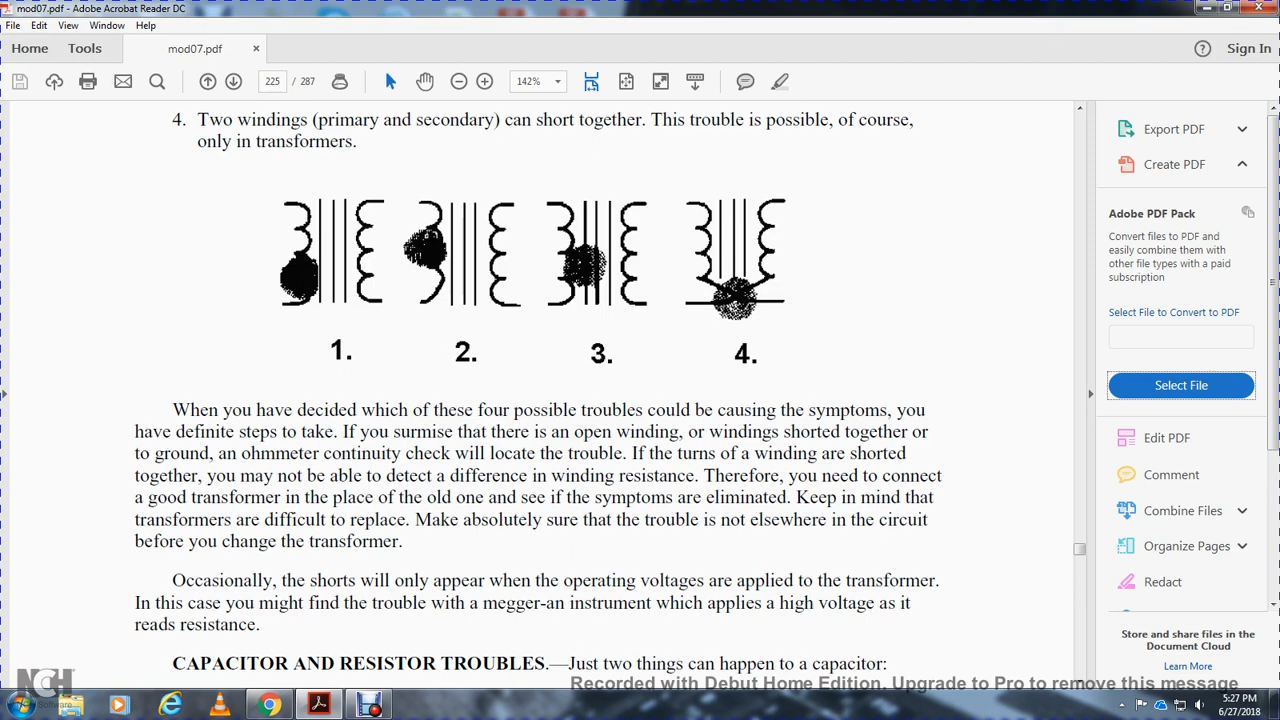 mod07.pdf - Adobe Acrobat Reader DC
File Edit View Window Help
Home Tools mod07.pdf × Sign In
225 / 287 142%
4. Two windings (primary and secondary) can short together. This trouble is possible, of course,
only in transformers.
1. 2. 3. 4.
When you have decided which of these four possible troubles could be causing the symptoms, you
have definite steps to take. If you surmise that there is an open winding, or windings shorted together or
to ground, an ohmmeter continuity check will locate the trouble. If the turns of a winding are shorted
together, you may not be able to detect a difference in winding resistance. Therefore, you need to connect
a good transformer in the place of the old one and see if the symptoms are eliminated. Keep in mind that
transformers are difficult to replace. Make absolutely sure that the trouble is not elsewhere in the circuit
before you change the transformer.
Occasionally, the shorts will only appear when the operating voltages are applied to the transformer.
In this case you might find the trouble with a megger-an instrument which applies a high voltage as it
reads resistance.
CAPACITOR AND RESISTOR TROUBLES.—Just two things can happen to a capacitor:
Export PDF
Create PDF
Adobe PDF Pack
Convert files to PDF and
easily combine them with
other file types with a paid
subscription
Select File to Convert to PDF
Select File
Edit PDF
Comment
Combine Files
Organize Pages
Redact
Store and share files in the
Document Cloud
Learn More
NCH
Software
Recorded with Debut Home Edition. Upgrade to Pro to remove this message
5:27 PM
6/27/2018